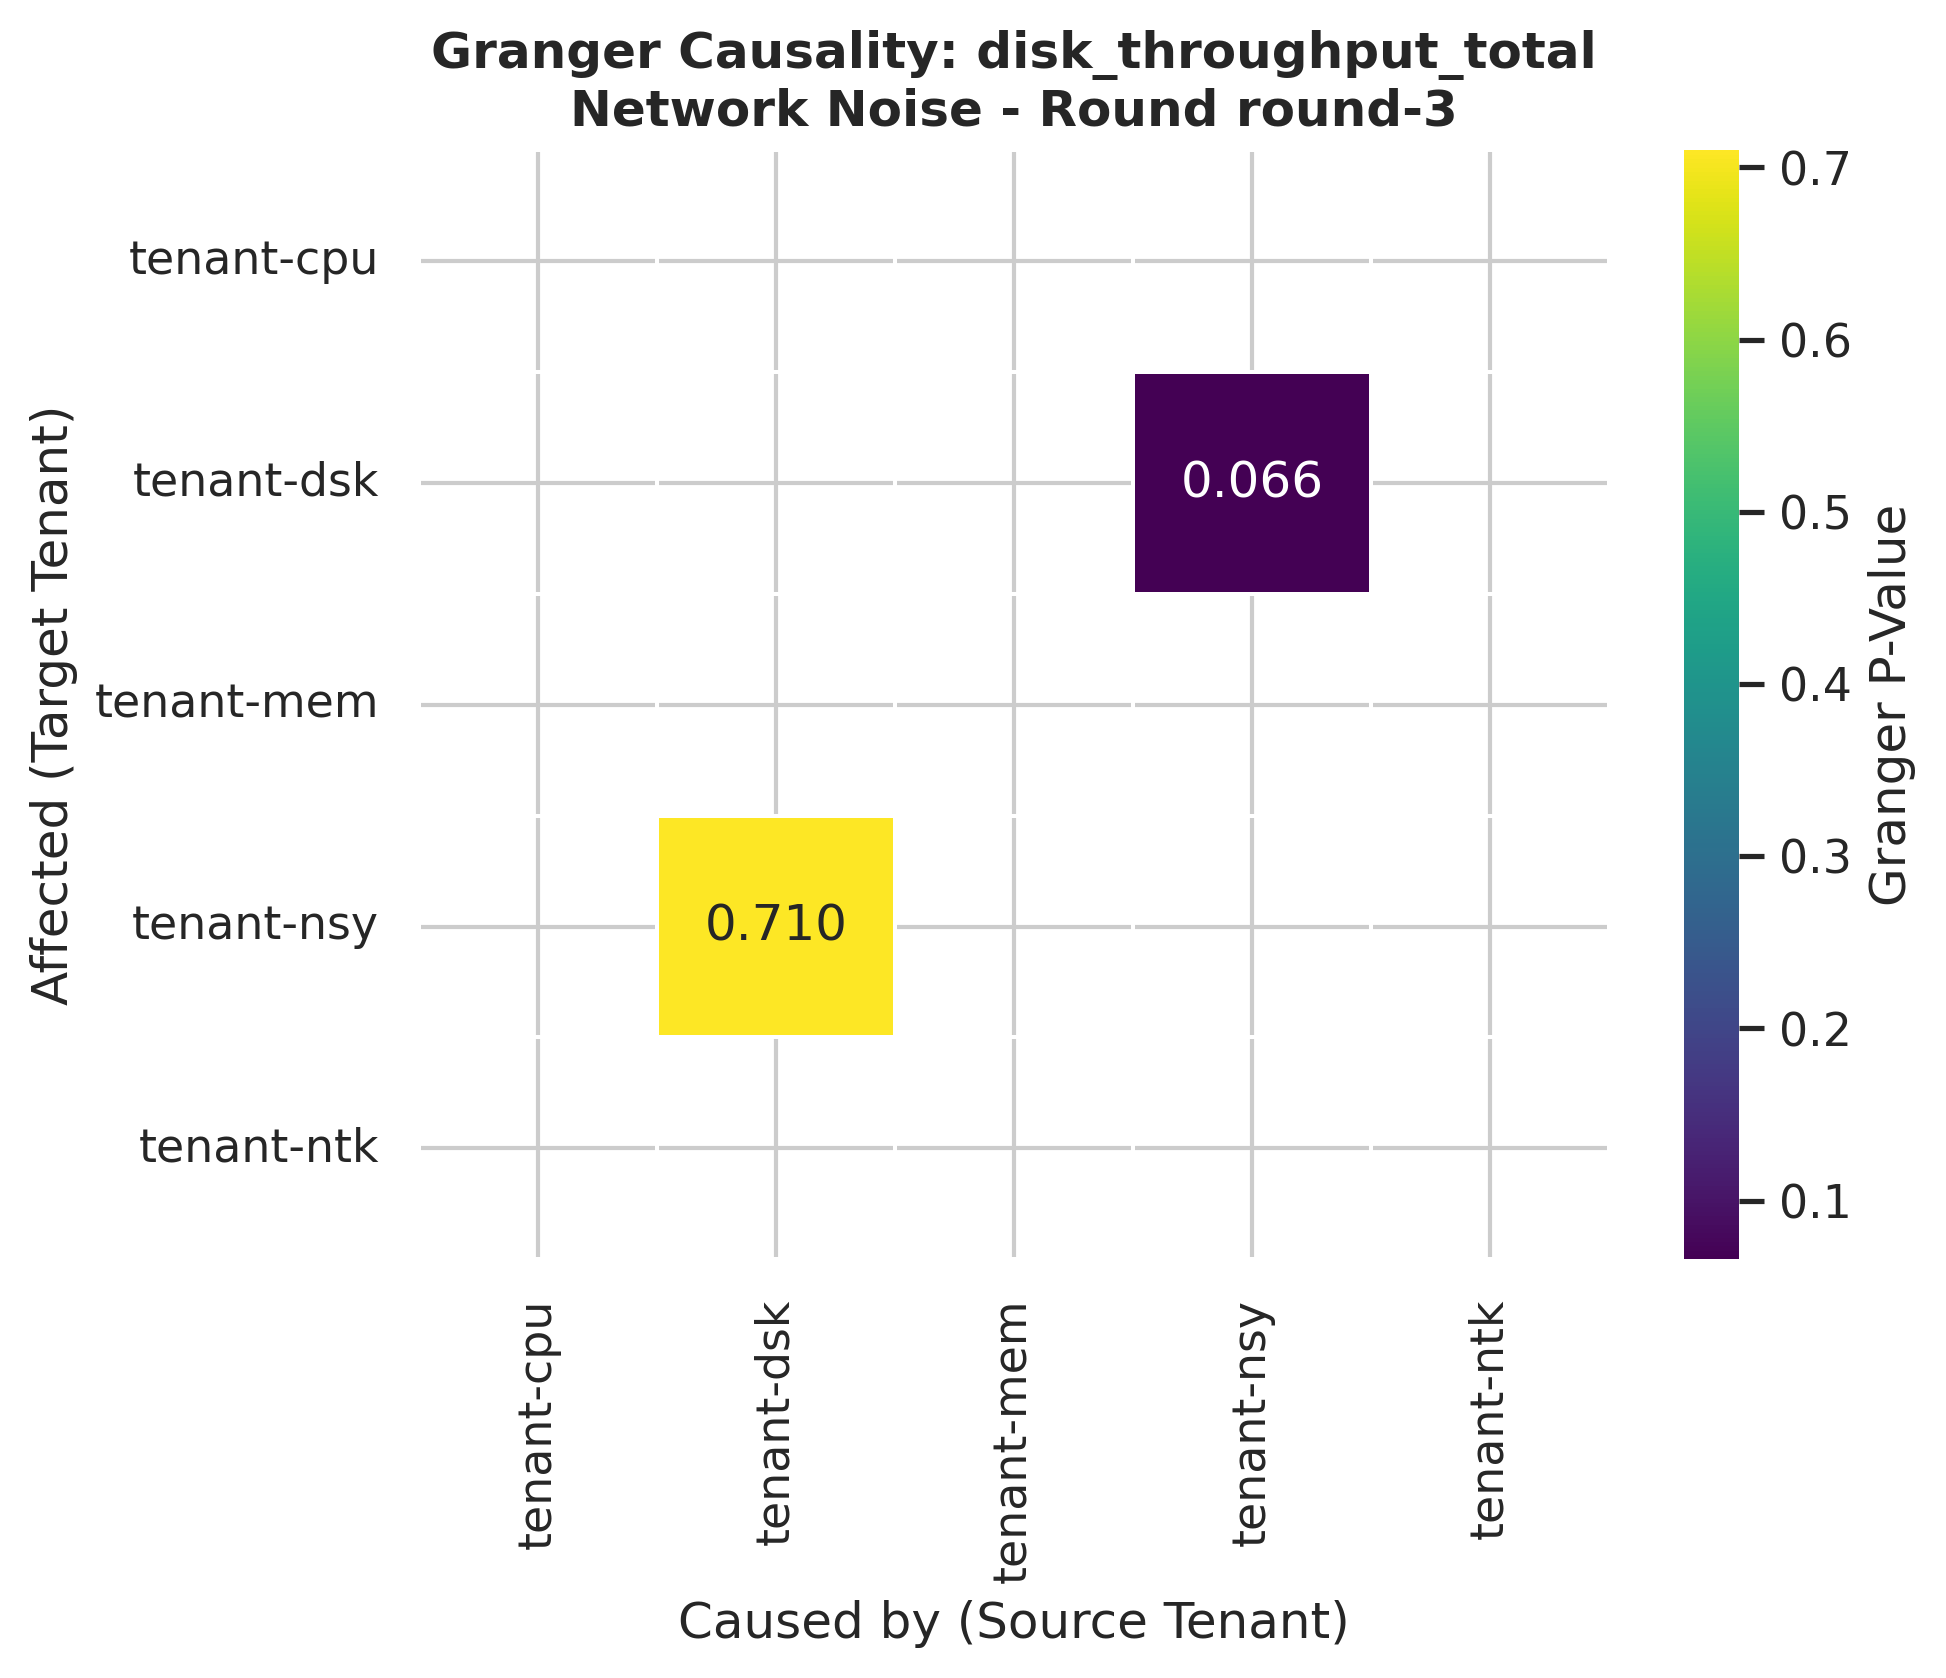 Granger Causality: disk_throughput_total
Network Noise - Round round-3
Affected (Target Tenant)
tenant-cpu
tenant-dsk
tenant-mem
tenant-nsy
tenant-ntk
0.066
0.710
tenant-cpu
tenant-dsk
tenant-mem
tenant-nsy
tenant-ntk
Caused by (Source Tenant)
0.7
0.6
0.5
0.4
0.3
0.2
0.1
Granger P-Value